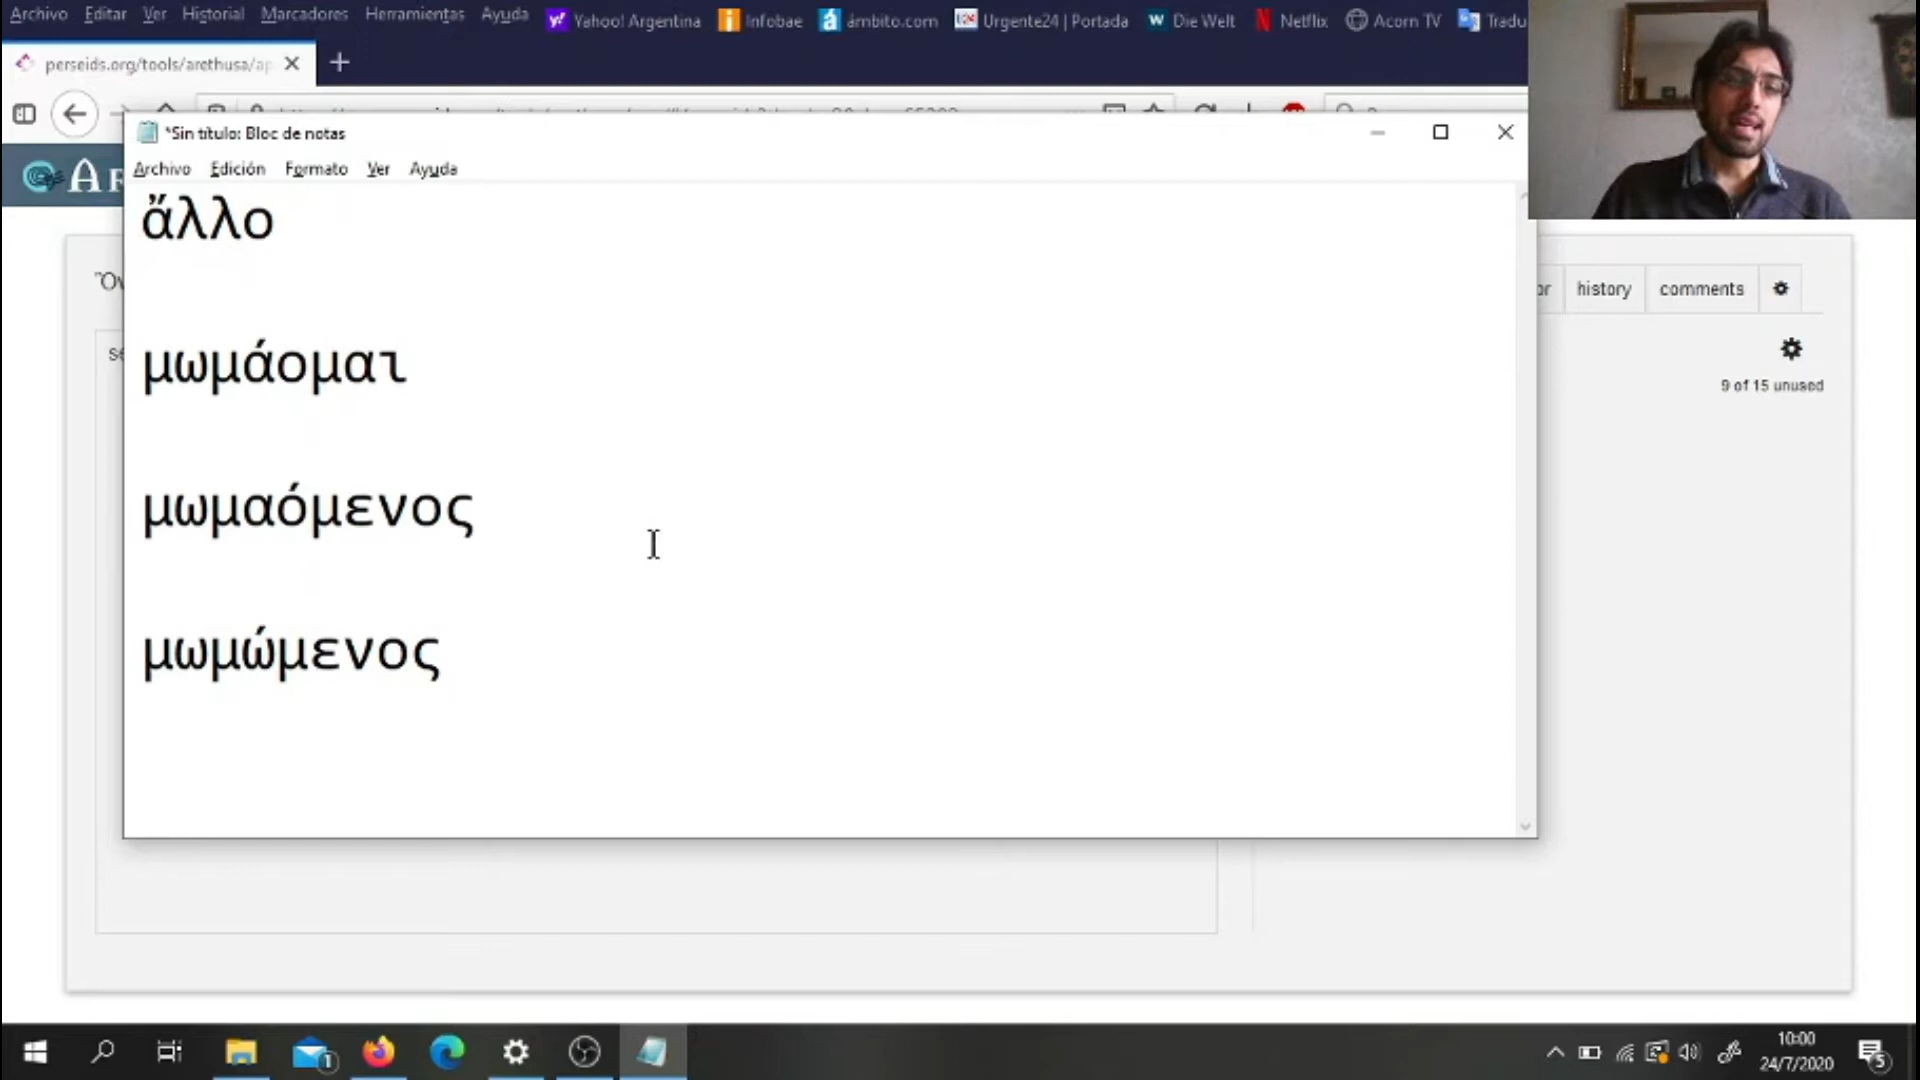 Archivo Editar Ver Historial Marcadores Herramientas Ayuda Yahoo! Argentina Infobae ámbito.com Urgente24 | Portada Die Welt Netflix Acorn TV Tradu
perseids.org/tools/arethusa/ap
*Sin título: Bloc de notas
Archivo Edición Formato Ver Ayuda
ἄλλο
history comments
μωμάομαι
9 of 15 unused
μωμαόμενος
μωμώμενος
10:00
24/7/2020